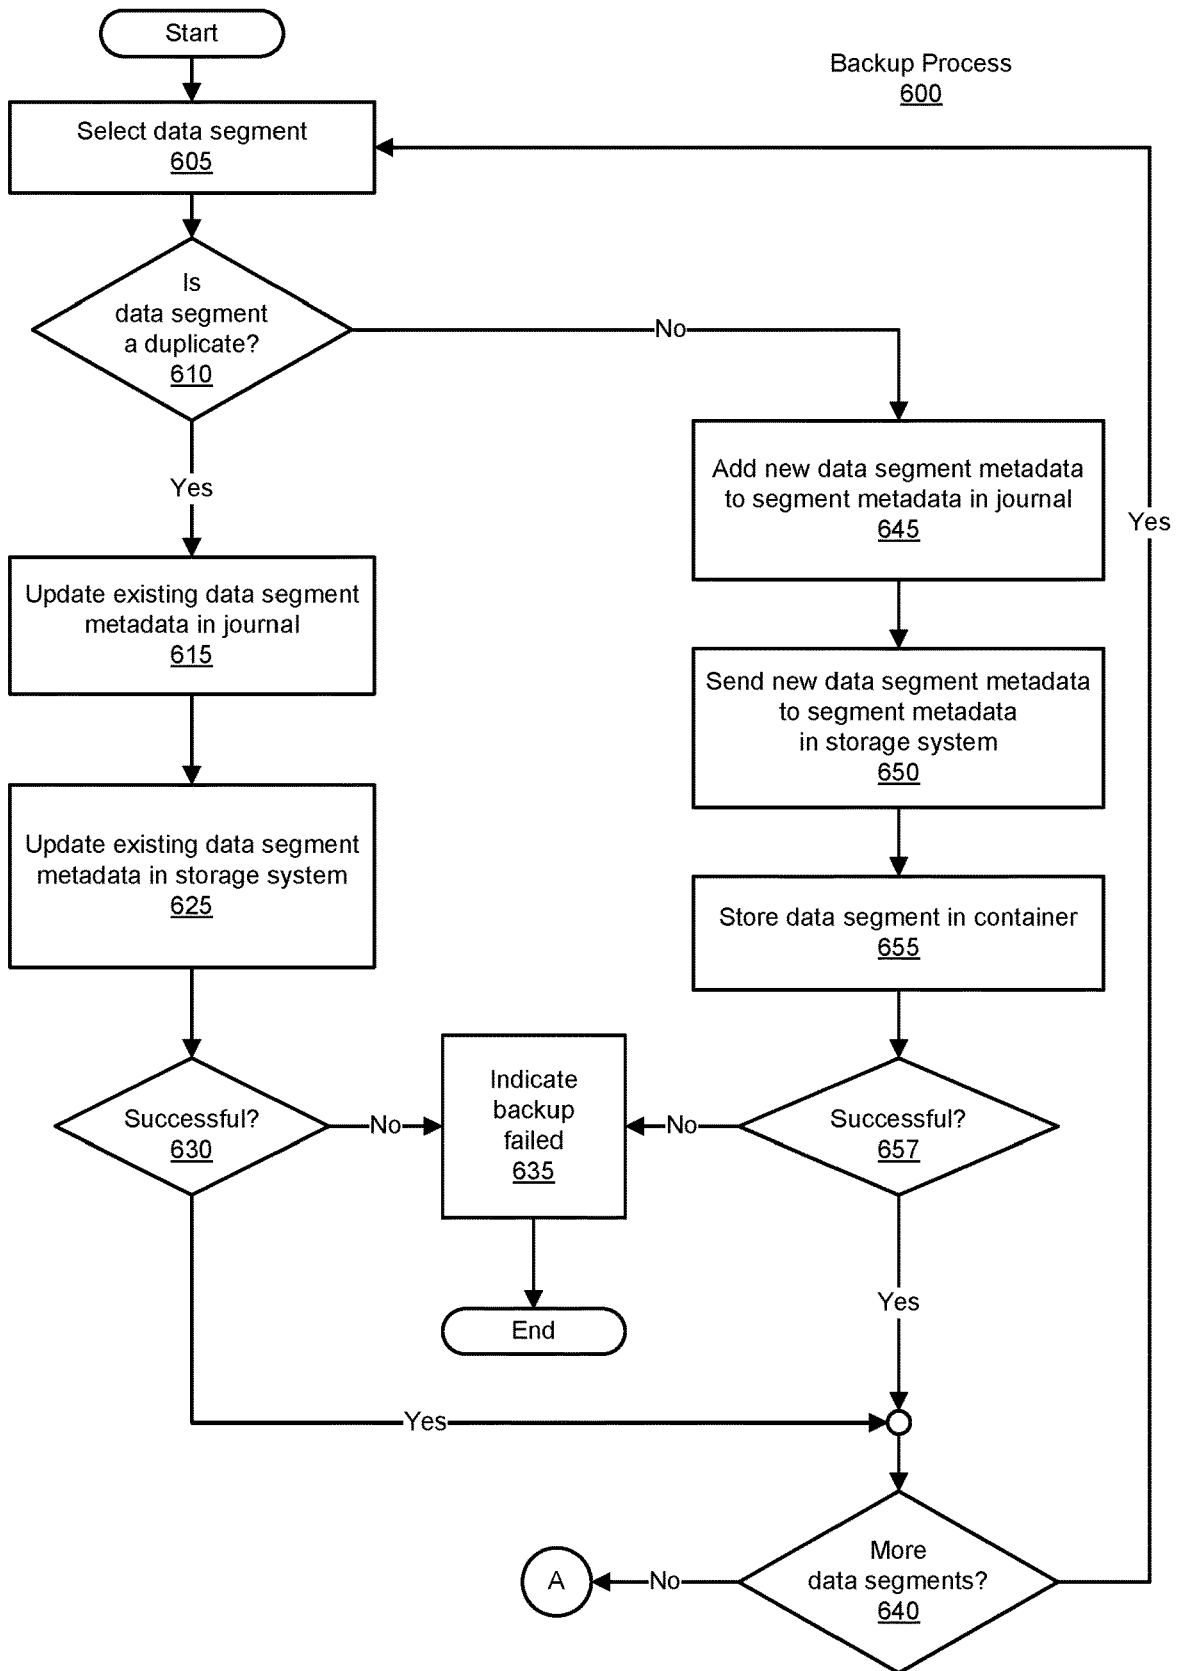 Start
Backup Process
600
Select data segment
605
Is
data segment
a duplicate?
610
No
Yes
Add new data segment metadata
to segment metadata in journal
645
Yes
Update existing data segment
metadata in journal
615
Send new data segment metadata
to segment metadata
in storage system
650
Update existing data segment
metadata in storage system
625
Store data segment in container
655
Successful?
630
No
Indicate
backup
failed
635
No
Successful?
657
Yes
End
Yes
More
data segments?
640
No
A